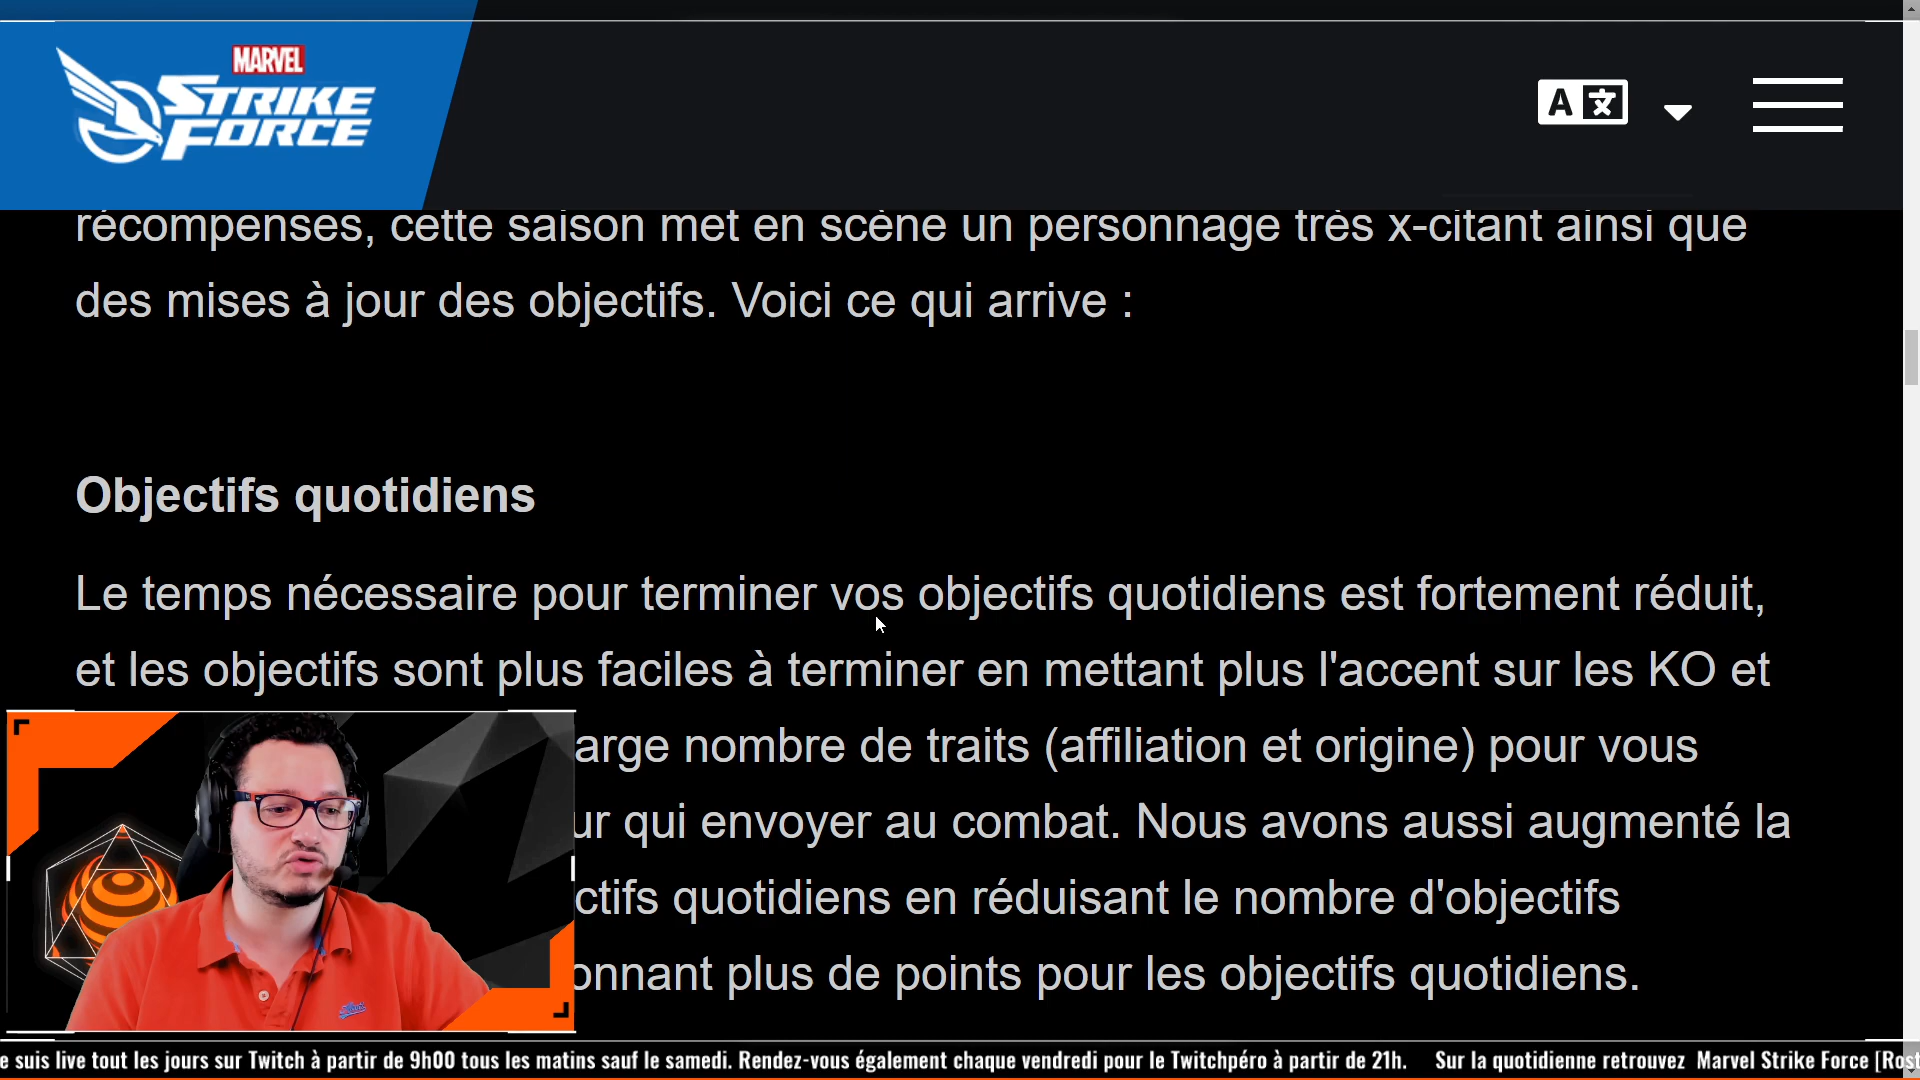 MARVEL
STRIKE
FORCE
A
récompenses, cette saison met en scène un personnage très x-citant ainsi que
des mises à jour des objectifs. Voici ce qui arrive :
Objectifs quotidiens
Le temps nécessaire pour terminer vos objectifs quotidiens est fortement réduit,
et les objectifs sont plus faciles à terminer en mettant plus l'accent sur les KO et
arge nombre de traits (affiliation et origine) pour vous
ur qui envoyer au combat. Nous avons aussi augmenté la
ctifs quotidiens en réduisant le nombre d'objectifs
onnant plus de points pour les objectifs quotidiens.
e suis live tout les jours sur Twitch à partir de 9h00 tous les matins sauf le samedi. Rendez-vous également chaque vendredi pour le Twitchpéro à partir de 21h. Sur la quotidienne retrouvez Marvel Strike Force [Rost